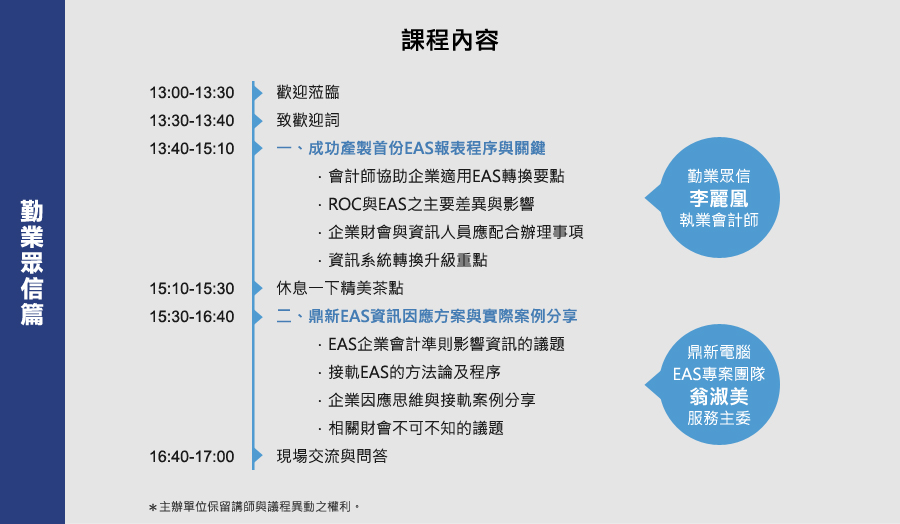 勤業眾信篇
課程內容
13:00-13:30 歡迎蒞臨
13:30-13:40 致歡迎詞
13:40-15:10 一、成功產製首份EAS報表程序與關鍵
．會計師協助企業適用EAS轉換要點
．ROC與EAS之主要差異與影響
．企業財會與資訊人員應配合辦理事項
．資訊系統轉換升級重點
勤業眾信
李麗凰
執業會計師
15:10-15:30 休息一下精美茶點
15:30-16:40 二、鼎新EAS資訊因應方案與實際案例分享
．EAS企業會計準則影響資訊的議題
．接軌EAS的方法論及程序
．企業因應思維與接軌案例分享
．相關財會不可不知的議題
鼎新電腦
EAS專案團隊
翁淑美
服務主委
16:40-17:00 現場交流與問答
＊主辦單位保留講師與議程異動之權利。